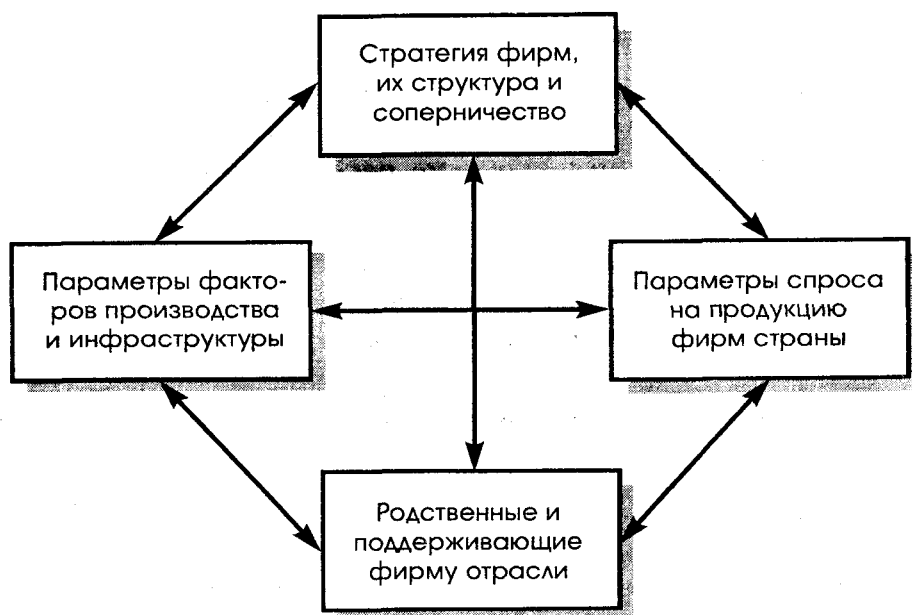 Стратегия фирм,
их структура и
соперничество
Параметры факто-
ров производства
и инфраструктуры
Параметры спроса
на продукцию
фирм страны
Родственные и
поддерживающие
фирму отрасли